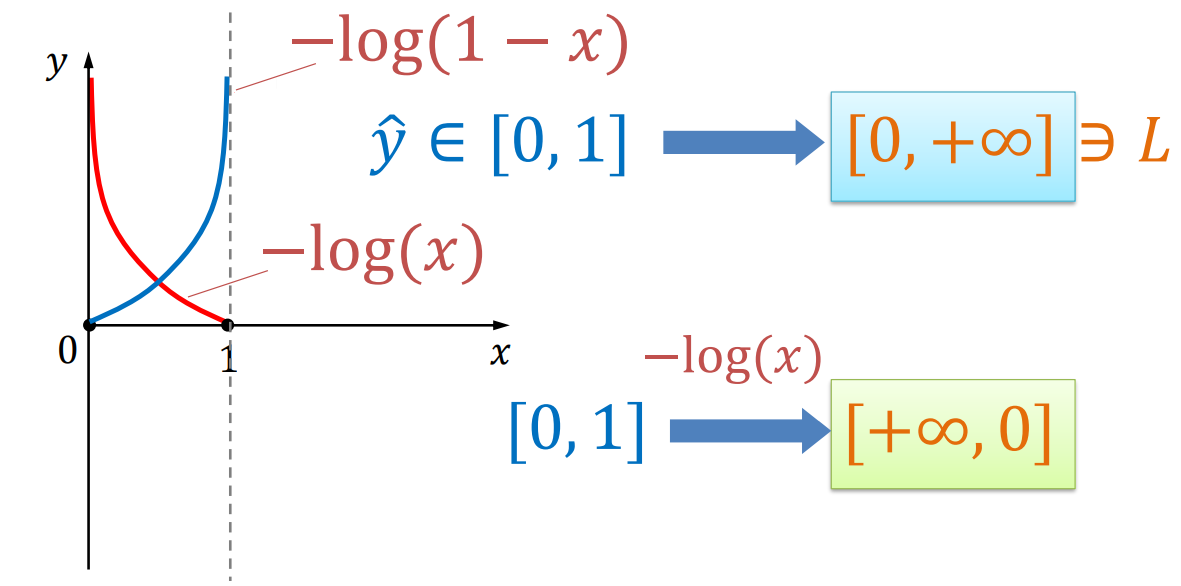 −log(1 − x)
y
ŷ ∈ [0, 1]
[0, +∞] ∋ L
−log(x)
0
1
x
−log(x)
[0, 1]
[+∞, 0]